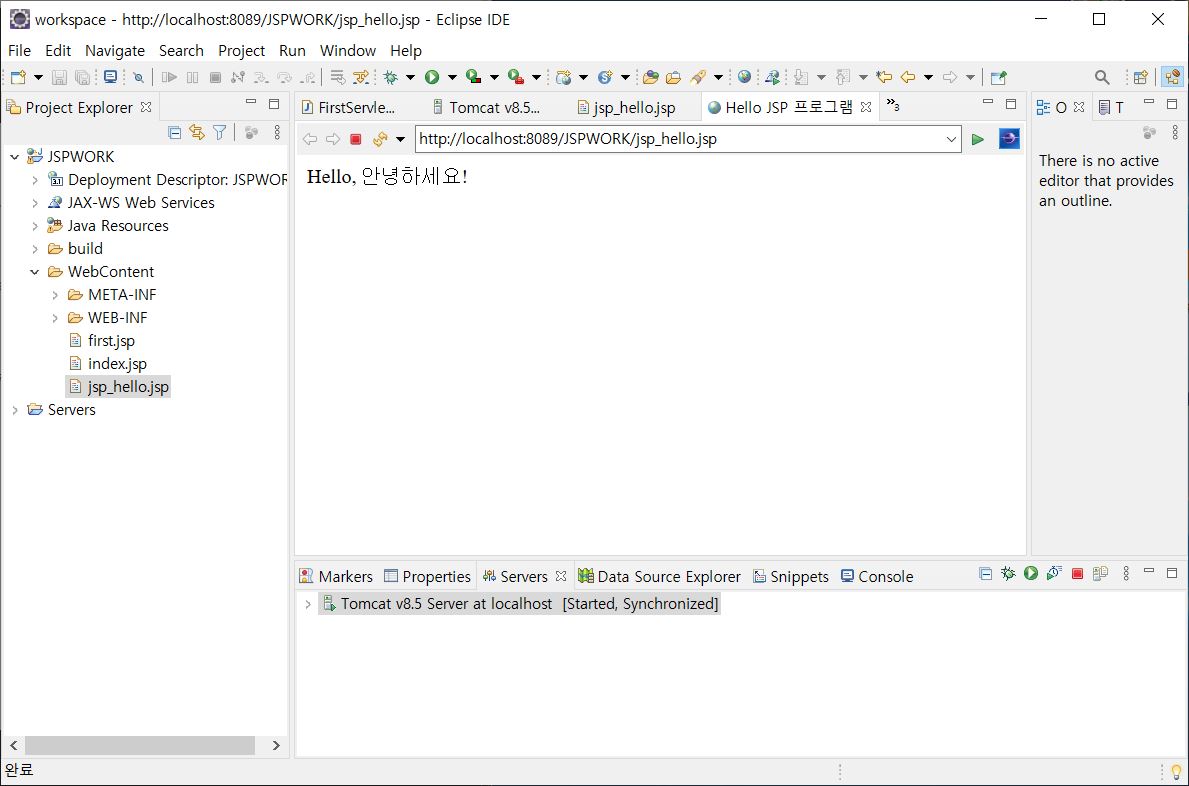 workspace - http://localhost:8089/JSPWORK/jsp_hello.jsp - Eclipse IDE
File Edit Navigate Search Project Run Window Help
Project Explorer
JSPWORK
Deployment Descriptor: JSPWOR
JAX-WS Web Services
Java Resources
build
WebContent
META-INF
WEB-INF
first.jsp
index.jsp
jsp_hello.jsp
Servers
FirstServle... Tomcat v8.5... jsp_hello.jsp Hello JSP 프로그램 »3
http://localhost:8089/JSPWORK/jsp_hello.jsp
Hello, 안녕하세요!
O T
There is no active
editor that provides
an outline.
Markers Properties Servers Data Source Explorer Snippets Console
Tomcat v8.5 Server at localhost [Started, Synchronized]
완료